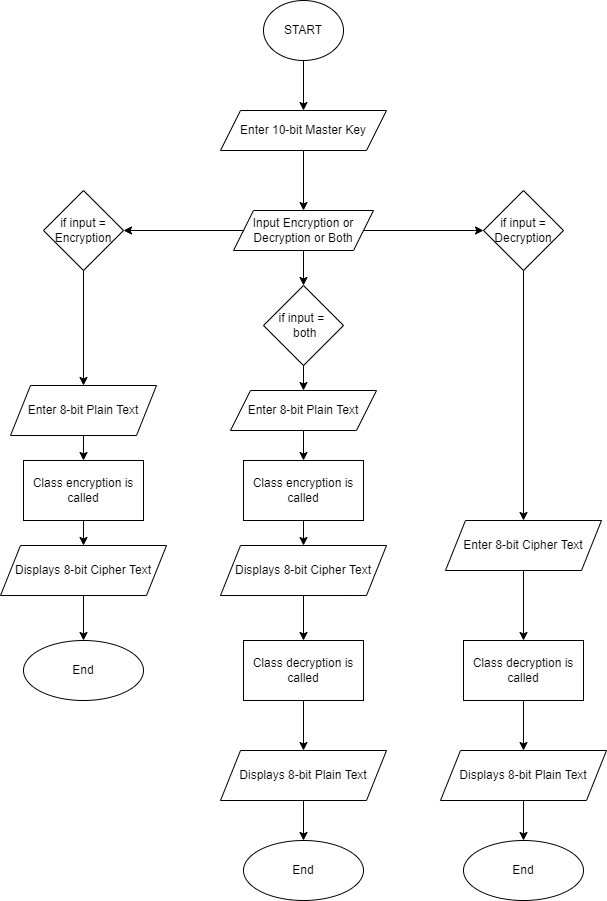 START
Enter 10-bit Master Key
if input =
Encryption
Input Encryption or
Decryption or Both
if input =
Decryption
if input =
both
Enter 8-bit Plain Text
Enter 8-bit Plain Text
Class encryption is
called
Class encryption is
called
Enter 8-bit Cipher Text
Displays 8-bit Cipher Text
Displays 8-bit Cipher Text
End
Class decryption is
called
Class decryption is
called
Displays 8-bit Plain Text
Displays 8-bit Plain Text
End
End